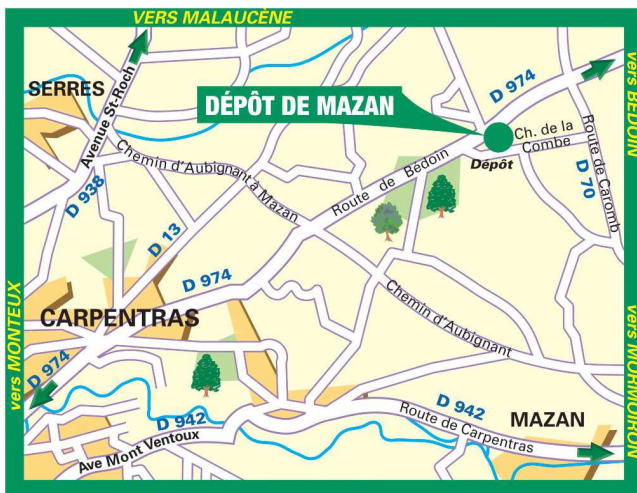 VERS MALAUCÈNE
SERRES
Avenue St-Roch
D 974
vers BEDOIN
DÉPÔT DE MAZAN
Ch. de la
Combe
Dépôt
Route de Caromb
D 70
Chemin d'Aubignant à Mazan
Route de Bédoin
D 938
D 13
D 974
Chemin d'Aubignant
CARPENTRAS
vers MONTEUX
D 974
vers MORMOIRON
D 942
Ave Mont Ventoux
D 942
Route de Carpentras
MAZAN